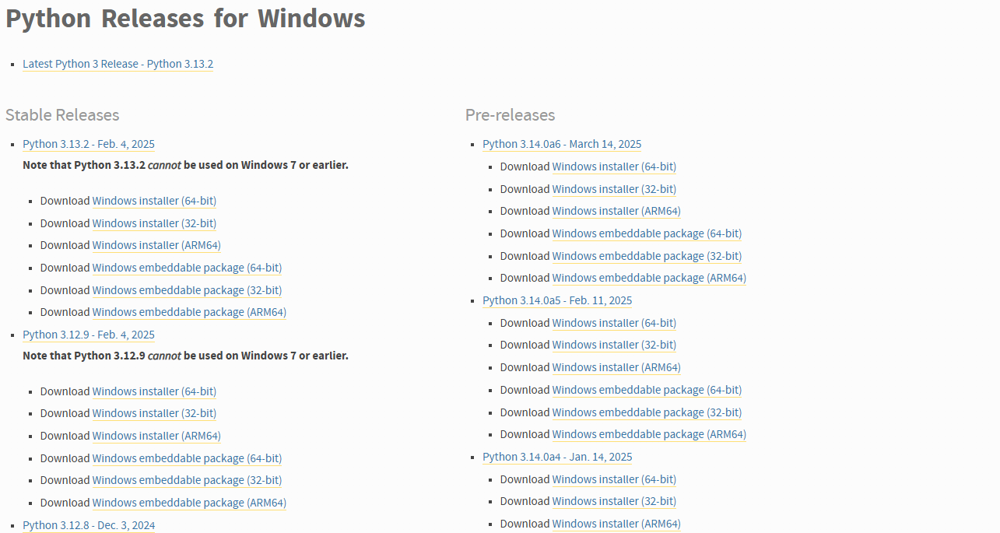 Python Releases for Windows
Latest Python 3 Release - Python 3.13.2
Stable Releases
Python 3.13.2 - Feb. 4, 2025
Note that Python 3.13.2 cannot be used on Windows 7 or earlier.
Download Windows installer (64-bit)
Download Windows installer (32-bit)
Download Windows installer (ARM64)
Download Windows embeddable package (64-bit)
Download Windows embeddable package (32-bit)
Download Windows embeddable package (ARM64)
Python 3.12.9 - Feb. 4, 2025
Note that Python 3.12.9 cannot be used on Windows 7 or earlier.
Download Windows installer (64-bit)
Download Windows installer (32-bit)
Download Windows installer (ARM64)
Download Windows embeddable package (64-bit)
Download Windows embeddable package (32-bit)
Download Windows embeddable package (ARM64)
Python 3.12.8 - Dec. 3, 2024
Pre-releases
Python 3.14.0a6 - March 14, 2025
Download Windows installer (64-bit)
Download Windows installer (32-bit)
Download Windows installer (ARM64)
Download Windows embeddable package (64-bit)
Download Windows embeddable package (32-bit)
Download Windows embeddable package (ARM64)
Python 3.14.0a5 - Feb. 11, 2025
Download Windows installer (64-bit)
Download Windows installer (32-bit)
Download Windows installer (ARM64)
Download Windows embeddable package (64-bit)
Download Windows embeddable package (32-bit)
Download Windows embeddable package (ARM64)
Python 3.14.0a4 - Jan. 14, 2025
Download Windows installer (64-bit)
Download Windows installer (32-bit)
Download Windows installer (ARM64)